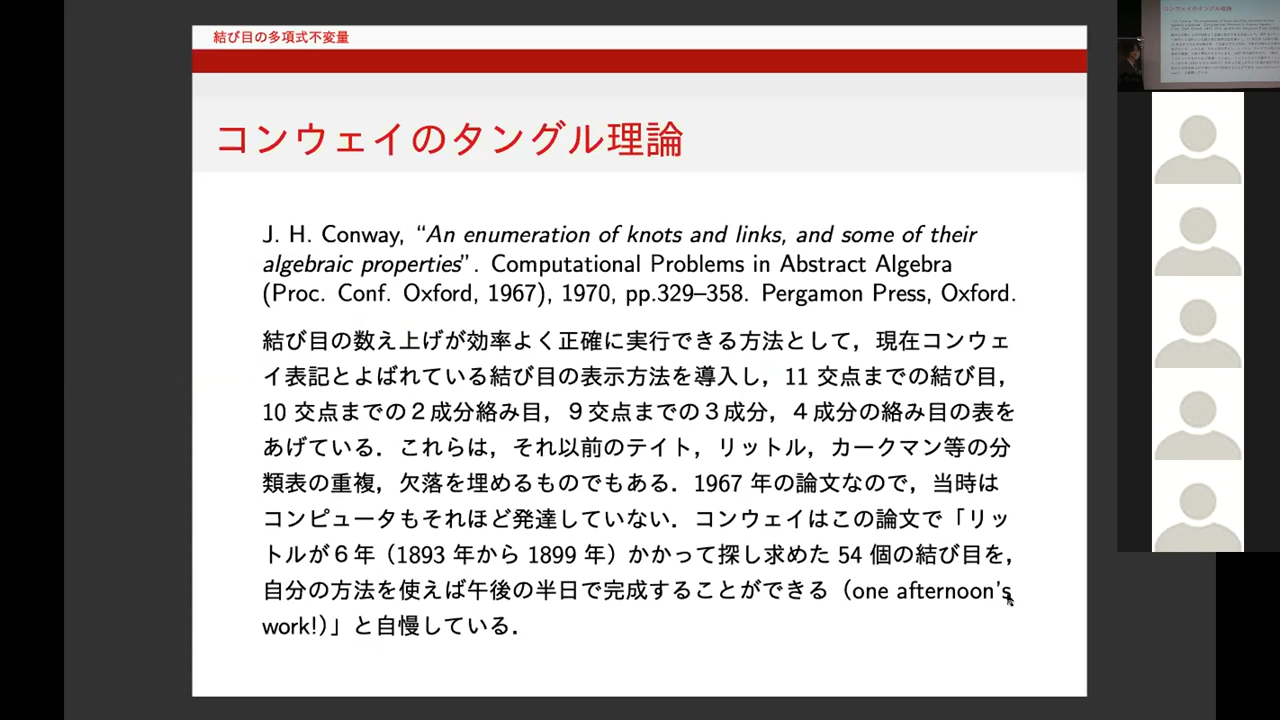 結び目の多項式不変量
コンウェイのタングル理論
J. H. Conway, “An enumeration of knots and links, and some of their
algebraic properties”. Computational Problems in Abstract Algebra
(Proc. Conf. Oxford, 1967), 1970, pp.329–358. Pergamon Press, Oxford.
結び目の数え上げが効率よく正確に実行できる方法として，現在コンウェ
イ表記とよばれている結び目の表示方法を導入し，11 交点までの結び目，
10 交点までの２成分絡み目，９交点までの３成分，４成分の絡み目の表を
あげている．これらは，それ以前のテイト，リットル，カークマン等の分
類表の重複，欠落を埋めるものでもある．1967 年の論文なので，当時は
コンピュータもそれほど発達していない．コンウェイはこの論文で「リッ
トルが６年（1893 年から 1899 年）かかって探し求めた 54 個の結び目を，
自分の方法を使えば午後の半日で完成することができる（one afternoon’s
work!）」と自慢している．
コンウェイのタングル理論